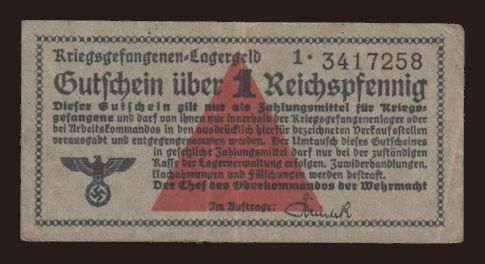 Kriegsgefangenen-Lagergeld 1·3417258
Gutschein über 1 Reichspfennig
Dieser Gutschein gilt nur als Zahlungsmittel für Kriegs-
gefangene und darf von ihnen nur innerhalb der Kriegsgefangenenlager oder
bei Arbeitskommandos in den ausdrücklich hierfür bezeichneten Verkaufsstellen
verausgabt und entgegengenommen werden. Der Umtausch dieses Gutscheines
in gesetzliche Zahlungsmittel darf nur bei der zuständigen
Kasse der Lagerverwaltung erfolgen. Zuwiderhandlungen,
Nachahmungen und Fälschungen werden bestraft.
Der Chef des Oberkommandos der Wehrmacht
Im Auftrage: